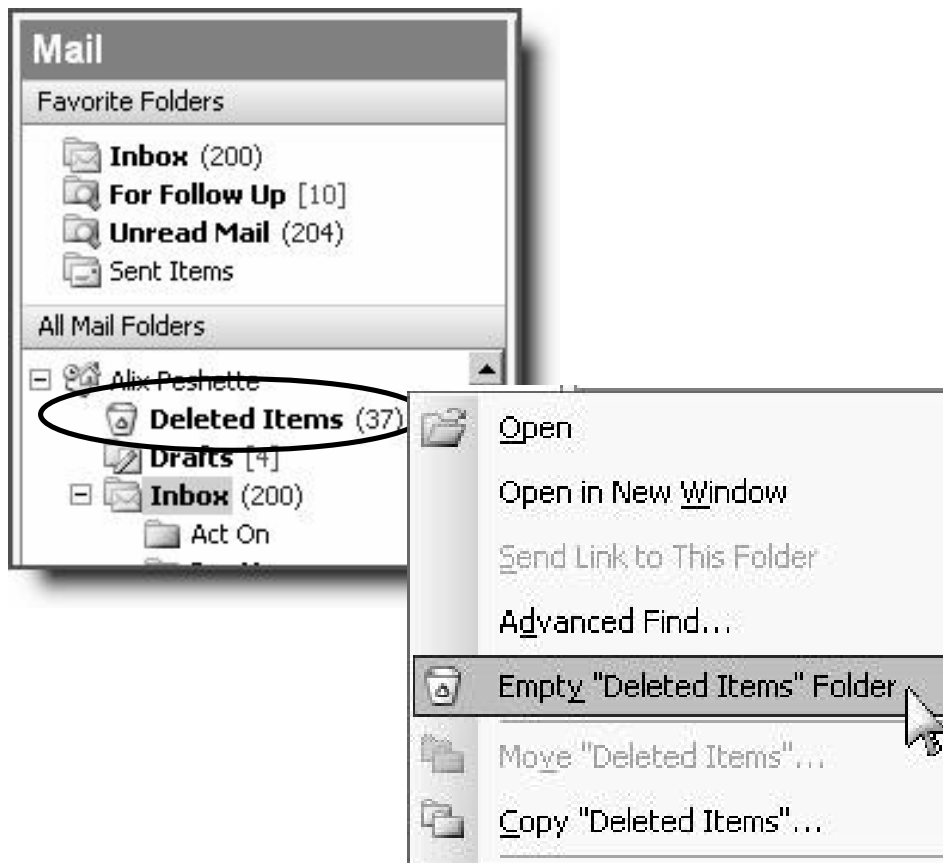 Mail
Favorite Folders
Inbox (200)
For Follow Up [10]
Unread Mail (204)
Sent Items
All Mail Folders
Alix Peshette
Deleted Items (37)
Drafts [4]
Inbox (200)
Act On
Open
Open in New Window
Send Link to This Folder
Advanced Find...
Empty "Deleted Items" Folder
Move "Deleted Items"...
Copy "Deleted Items"...